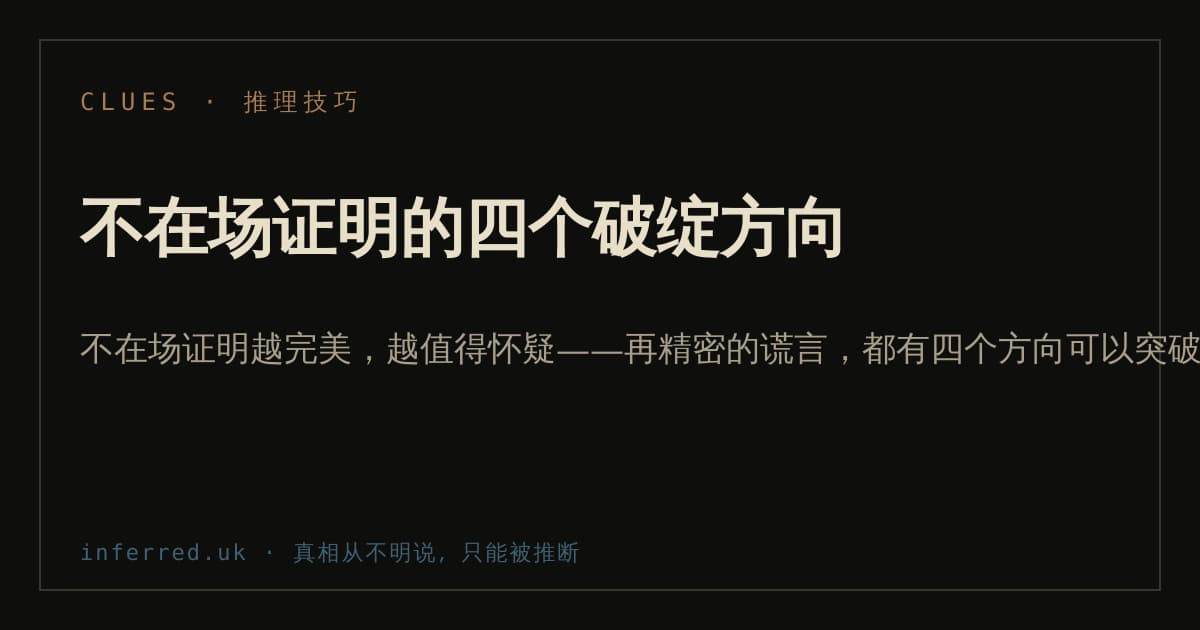 CLUES · 推理技巧
不在场证明的四个破绽方向
不在场证明越完美，越值得怀疑——再精密的谎言，都有四个方向可以突破
inferred.uk · 真相从不明说, 只能被推断